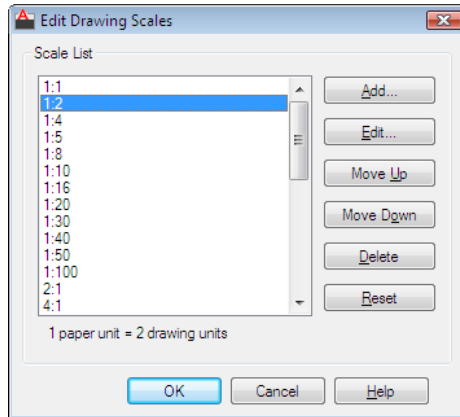 Edit Drawing Scales
Scale List
1:1
1:2
1:4
1:5
1:8
1:10
1:16
1:20
1:30
1:40
1:50
1:100
2:1
4:1
Add...
Edit...
Move Up
Move Down
Delete
Reset
1 paper unit = 2 drawing units
OK
Cancel
Help